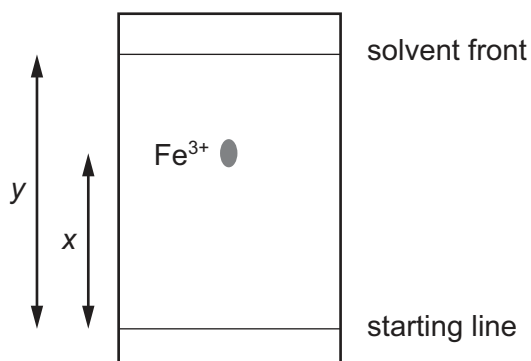 solvent front
Fe³⁺
y
x
starting line